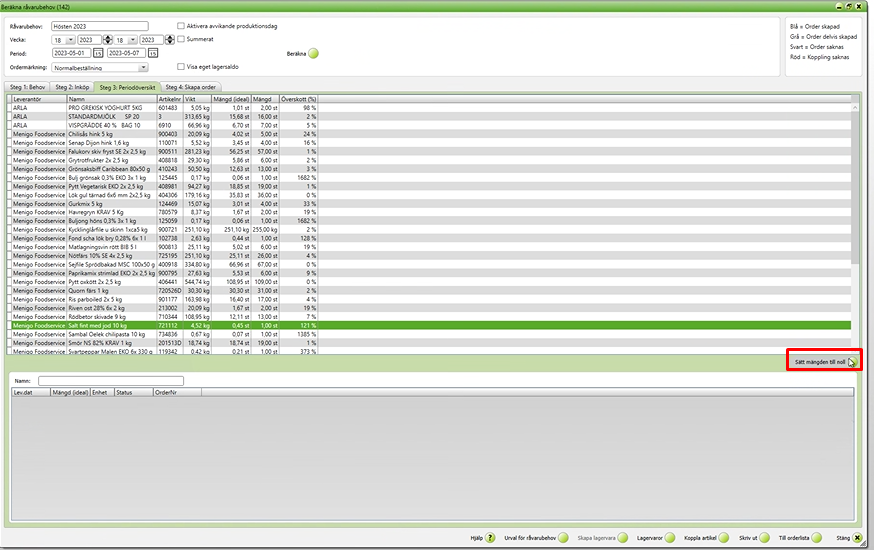 Beräkna råvarubehov (142)
Råvarubehov: Hösten 2023
Aktivera avvikande produktionsdag
Blå = Order skapad
Vecka: 18 2023 18 2023
Summerat
Grå = Order delvis skapad
Period: 2023-05-01 15 2023-05-07 15
Beräkna
Svart = Order saknas
Ordermärkning: Normalbeställning
Visa eget lagersaldo
Röd = Koppling saknas
Steg 1: Behov Steg 2: Inköp Steg 3: Periodöversikt Steg 4: Skapa order
Leverantör Namn Artikelnr Vikt Mängd (ideal) Mängd Överskott (%)
ARLA PRO GREKISK YOGHURT 5KG 601483 5,05 kg 1,01 st 2,00 st 98 %
ARLA STANDARDMJÖLK SP 20 3 313,65 kg 15,68 st 16,00 st 2 %
ARLA VISPGRÄDDE 40 % BAG 10 6910 66,96 kg 6,70 st 7,00 st 5 %
Menigo Foodservice Chilisås hink 5 kg 900403 20,09 kg 4,02 st 5,00 st 24 %
Menigo Foodservice Senap Dijon hink 1,6 kg 110071 5,52 kg 3,45 st 4,00 st 16 %
Menigo Foodservice Falukorv skiv fryst SE 2x 2,5 kg 900511 281,23 kg 56,25 st 57,00 st 1 %
Menigo Foodservice Grytrotfrukter 2x 2,5 kg 408818 29,30 kg 5,86 st 6,00 st 2 %
Menigo Foodservice Grönsaksbiff Caribbean 80x50 g 410243 50,50 kg 12,63 st 13,00 st 3 %
Menigo Foodservice Bulj grönsak 0,3% EKO 3x 1 kg 125445 0,17 kg 0,06 st 1,00 st 1682 %
Menigo Foodservice Pytt Vegetarisk EKO 2x 2,5 kg 408981 94,27 kg 18,85 st 19,00 st 1 %
Menigo Foodservice Lök gul tärnad 6x6 mm 2x2,5 kg 404306 179,16 kg 35,83 st 36,00 st 0 %
Menigo Foodservice Gurkmix 5 kg 124469 15,07 kg 3,01 st 4,00 st 33 %
Menigo Foodservice Havregryn KRAV 5 Kg 780579 8,37 kg 1,67 st 2,00 st 19 %
Menigo Foodservice Buljong höns 0,3% 3x 1 kg 125059 0,17 kg 0,06 st 1,00 st 1682 %
Menigo Foodservice Kycklinglårfile u skinn 1xca5 kg 900721 251,10 kg 251,10 kg 255,00 kg 2 %
Menigo Foodservice Fond scha lök bry 0,28% 6x 1 l 102738 2,63 kg 0,44 st 1,00 st 128 %
Menigo Foodservice Matlagningsvin rött BIB 5 l 900813 25,11 kg 5,02 st 6,00 st 19 %
Menigo Foodservice Nötfärs 10% SE 4x 2,5 kg 725195 251,10 kg 25,11 st 26,00 st 4 %
Menigo Foodservice Sejfile Sprödbakad MSC 100x50 g 400918 334,80 kg 66,96 st 67,00 st 0 %
Menigo Foodservice Paprikamix strimlad EKO 2x 2,5 kg 900795 27,63 kg 5,53 st 6,00 st 9 %
Menigo Foodservice Pytt oxkött 2x 2,5 kg 406441 544,74 kg 108,95 st 109,00 st 0 %
Menigo Foodservice Quorn färs 1 kg 720526D 30,30 kg 30,30 st 31,00 st 2 %
Menigo Foodservice Ris parboiled 2x 5 kg 901177 163,98 kg 16,40 st 17,00 st 4 %
Menigo Foodservice Riven ost 28% 6x 2 kg 213002 20,09 kg 1,67 st 2,00 st 19 %
Menigo Foodservice Rödbetor skivade 9 kg 710344 108,95 kg 12,11 st 13,00 st 7 %
Menigo Foodservice Salt fint med jod 10 kg 721112 4,52 kg 0,45 st 1,00 st 121 %
Menigo Foodservice Sambal Oelek chilipasta 10 kg 734836 0,67 kg 0,07 st 1,00 st 1385 %
Menigo Foodservice Smör NS 82% KRAV 1 kg 201513D 18,74 kg 18,74 st 19,00 st 1 %
Menigo Foodservice Svartpeppar Malen EKO 6x 330 g 119342 0,42 kg 0,21 st 1,00 st 373 %
Sätt mängden till noll
Namn:
Lev.dat Mängd (ideal) Enhet Status OrderNr
Hjälp ? Urval för råvarubehov Skapa lagervara Lagervaror Koppla artikel Skriv ut Till orderlista Stäng